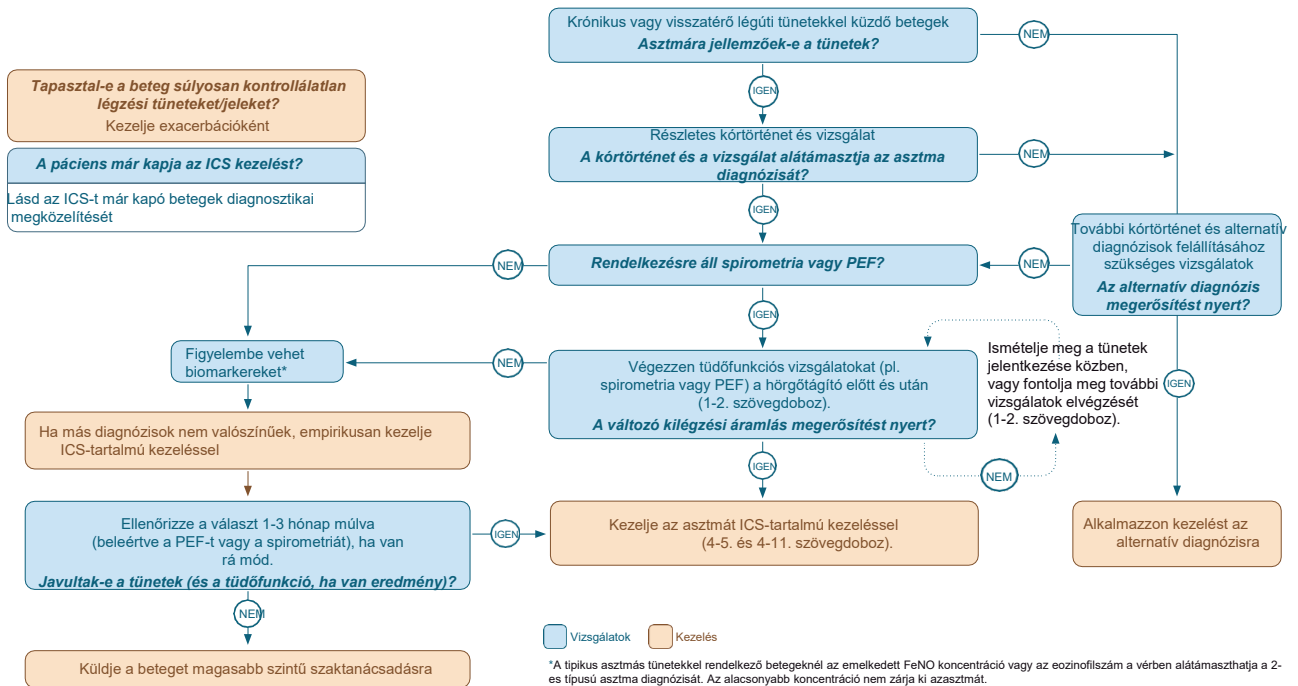 Krónikus vagy visszatérő légúti tünetekkel küzdő betegek
Asztmára jellemzőek-e a tünetek?
NEM
IGEN
Tapasztal-e a beteg súlyosan kontrollálatlan
légzési tüneteket/jeleket?
Kezelje exacerbációként
A páciens már kapja az ICS kezelést?
Lásd az ICS-t már kapó betegek diagnosztikai
megközelítését
Részletes kórtörténet és vizsgálat
A kórtörténet és a vizsgálat alátámasztja az asztma
diagnózisát?
NEM
IGEN
További kórtörténet és alternatív
diagnózisok felállításához
szükséges vizsgálatok
Az alternatív diagnózis
megerősítést nyert?
NEM
Rendelkezésre áll spirometria vagy PEF?
NEM
IGEN
IGEN
Figyelembe vehet
biomarkereket*
NEM
Végezzen tüdőfunkciós vizsgálatokat (pl.
spirometria vagy PEF) a hörgőtágító előtt és után
(1-2. szövegdoboz).
A változó kilégzési áramlás megerősítést nyert?
Ismételje meg a tünetek
jelentkezése közben,
vagy fontolja meg további
vizsgálatok elvégzését
(1-2. szövegdoboz).
NEM
IGEN
Ha más diagnózisok nem valószínűek, empirikusan kezelje
ICS-tartalmú kezeléssel
Ellenőrizze a választ 1-3 hónap múlva
(beleértve a PEF-t vagy a spirometriát), ha van
rá mód.
Javultak-e a tünetek (és a tüdőfunkció, ha van eredmény)?
IGEN
Kezelje az asztmát ICS-tartalmú kezeléssel
(4-5. és 4-11. szövegdoboz).
Alkalmazzon kezelést az
alternatív diagnózisra
NEM
Küldje a beteget magasabb szintű szaktanácsadásra
Vizsgálatok
Kezelés
*A tipikus asztmás tünetekkel rendelkező betegeknél az emelkedett FeNO koncentráció vagy az eozinofilszám a vérben alátámaszthatja a 2-
es típusú asztma diagnózisát. Az alacsonyabb koncentráció nem zárja ki azasztmát.